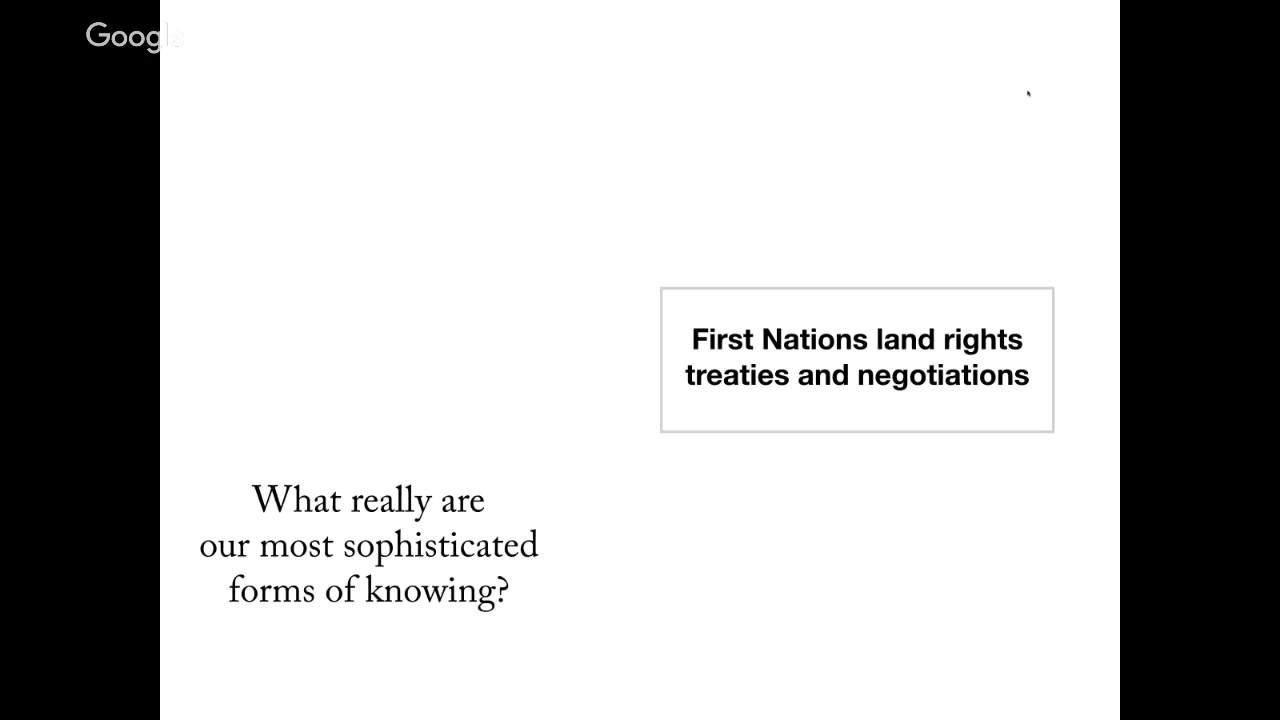 Google
First Nations land rights
treaties and negotiations
What really are
our most sophisticated
forms of knowing?